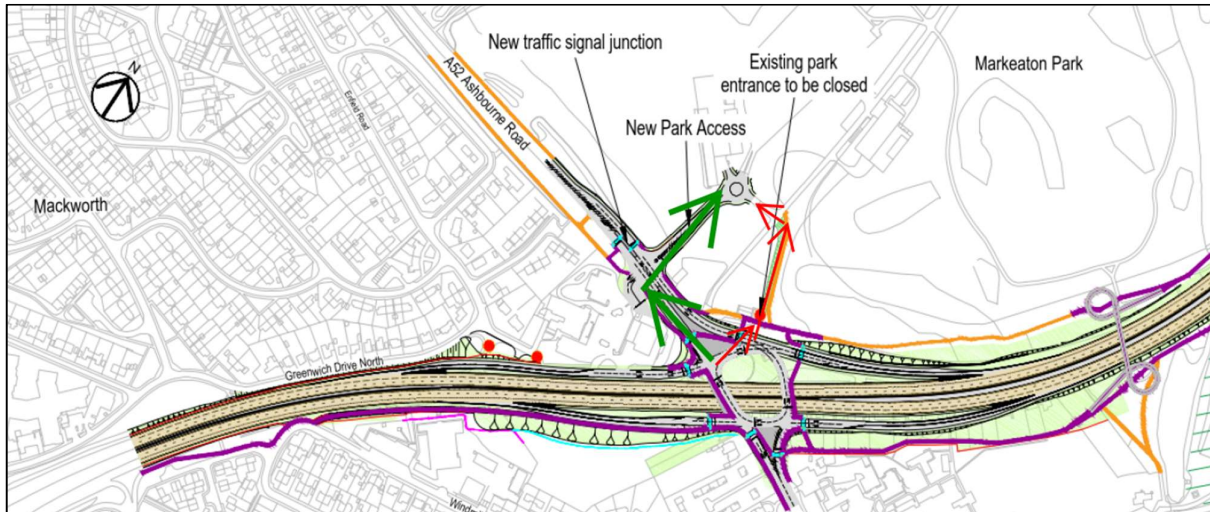 New traffic signal junction
Existing park
entrance to be closed
Markeaton Park
N
A52 Ashbourne Road
Enfield Road
New Park Access
Mackworth
Greenwich Drive North